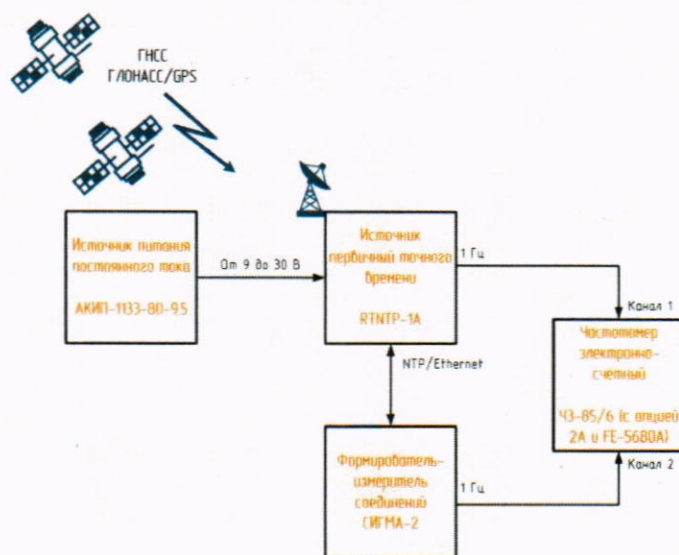 ГНСС
ГЛОНАСС/GPS
Источник питания
постоянного тока
АКИП-1133-80-9.5
От 9 до 30 В
Источник
первичный точного
времени
RTNTP-1A
1 Гц
Канал 1
Частотомер
электронно-
счетный
ЧЗ-85/6 (с опцией
2А и FE-5680A)
Канал 2
NTP/Ethernet
Формирователь-
измеритель
соединений
СИГМА-2
1 Гц